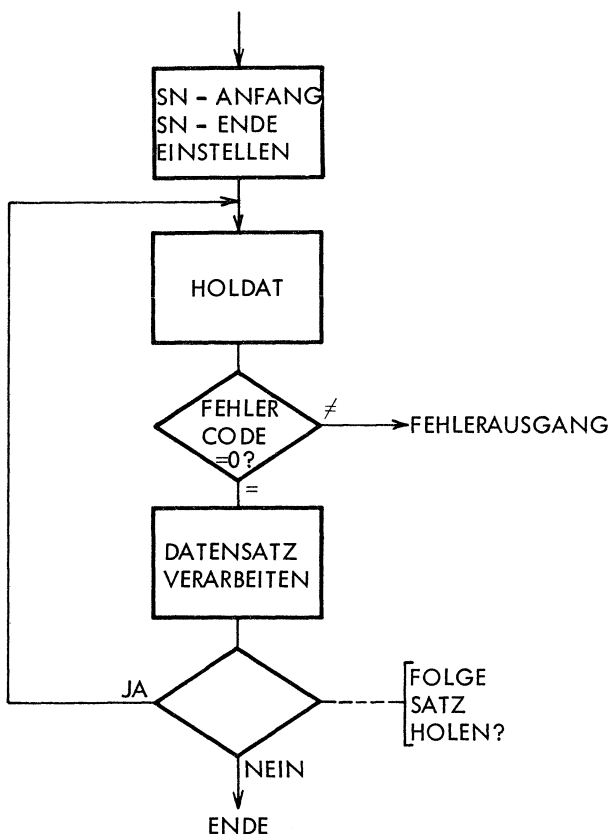 SN - ANFANG
SN - ENDE
EINSTELLEN
HOLDAT
FEHLER
CODE
=0?
≠
FEHLERAUSGANG
=
DATENSATZ
VERARBEITEN
JA
FOLGE
SATZ
HOLEN?
NEIN
ENDE